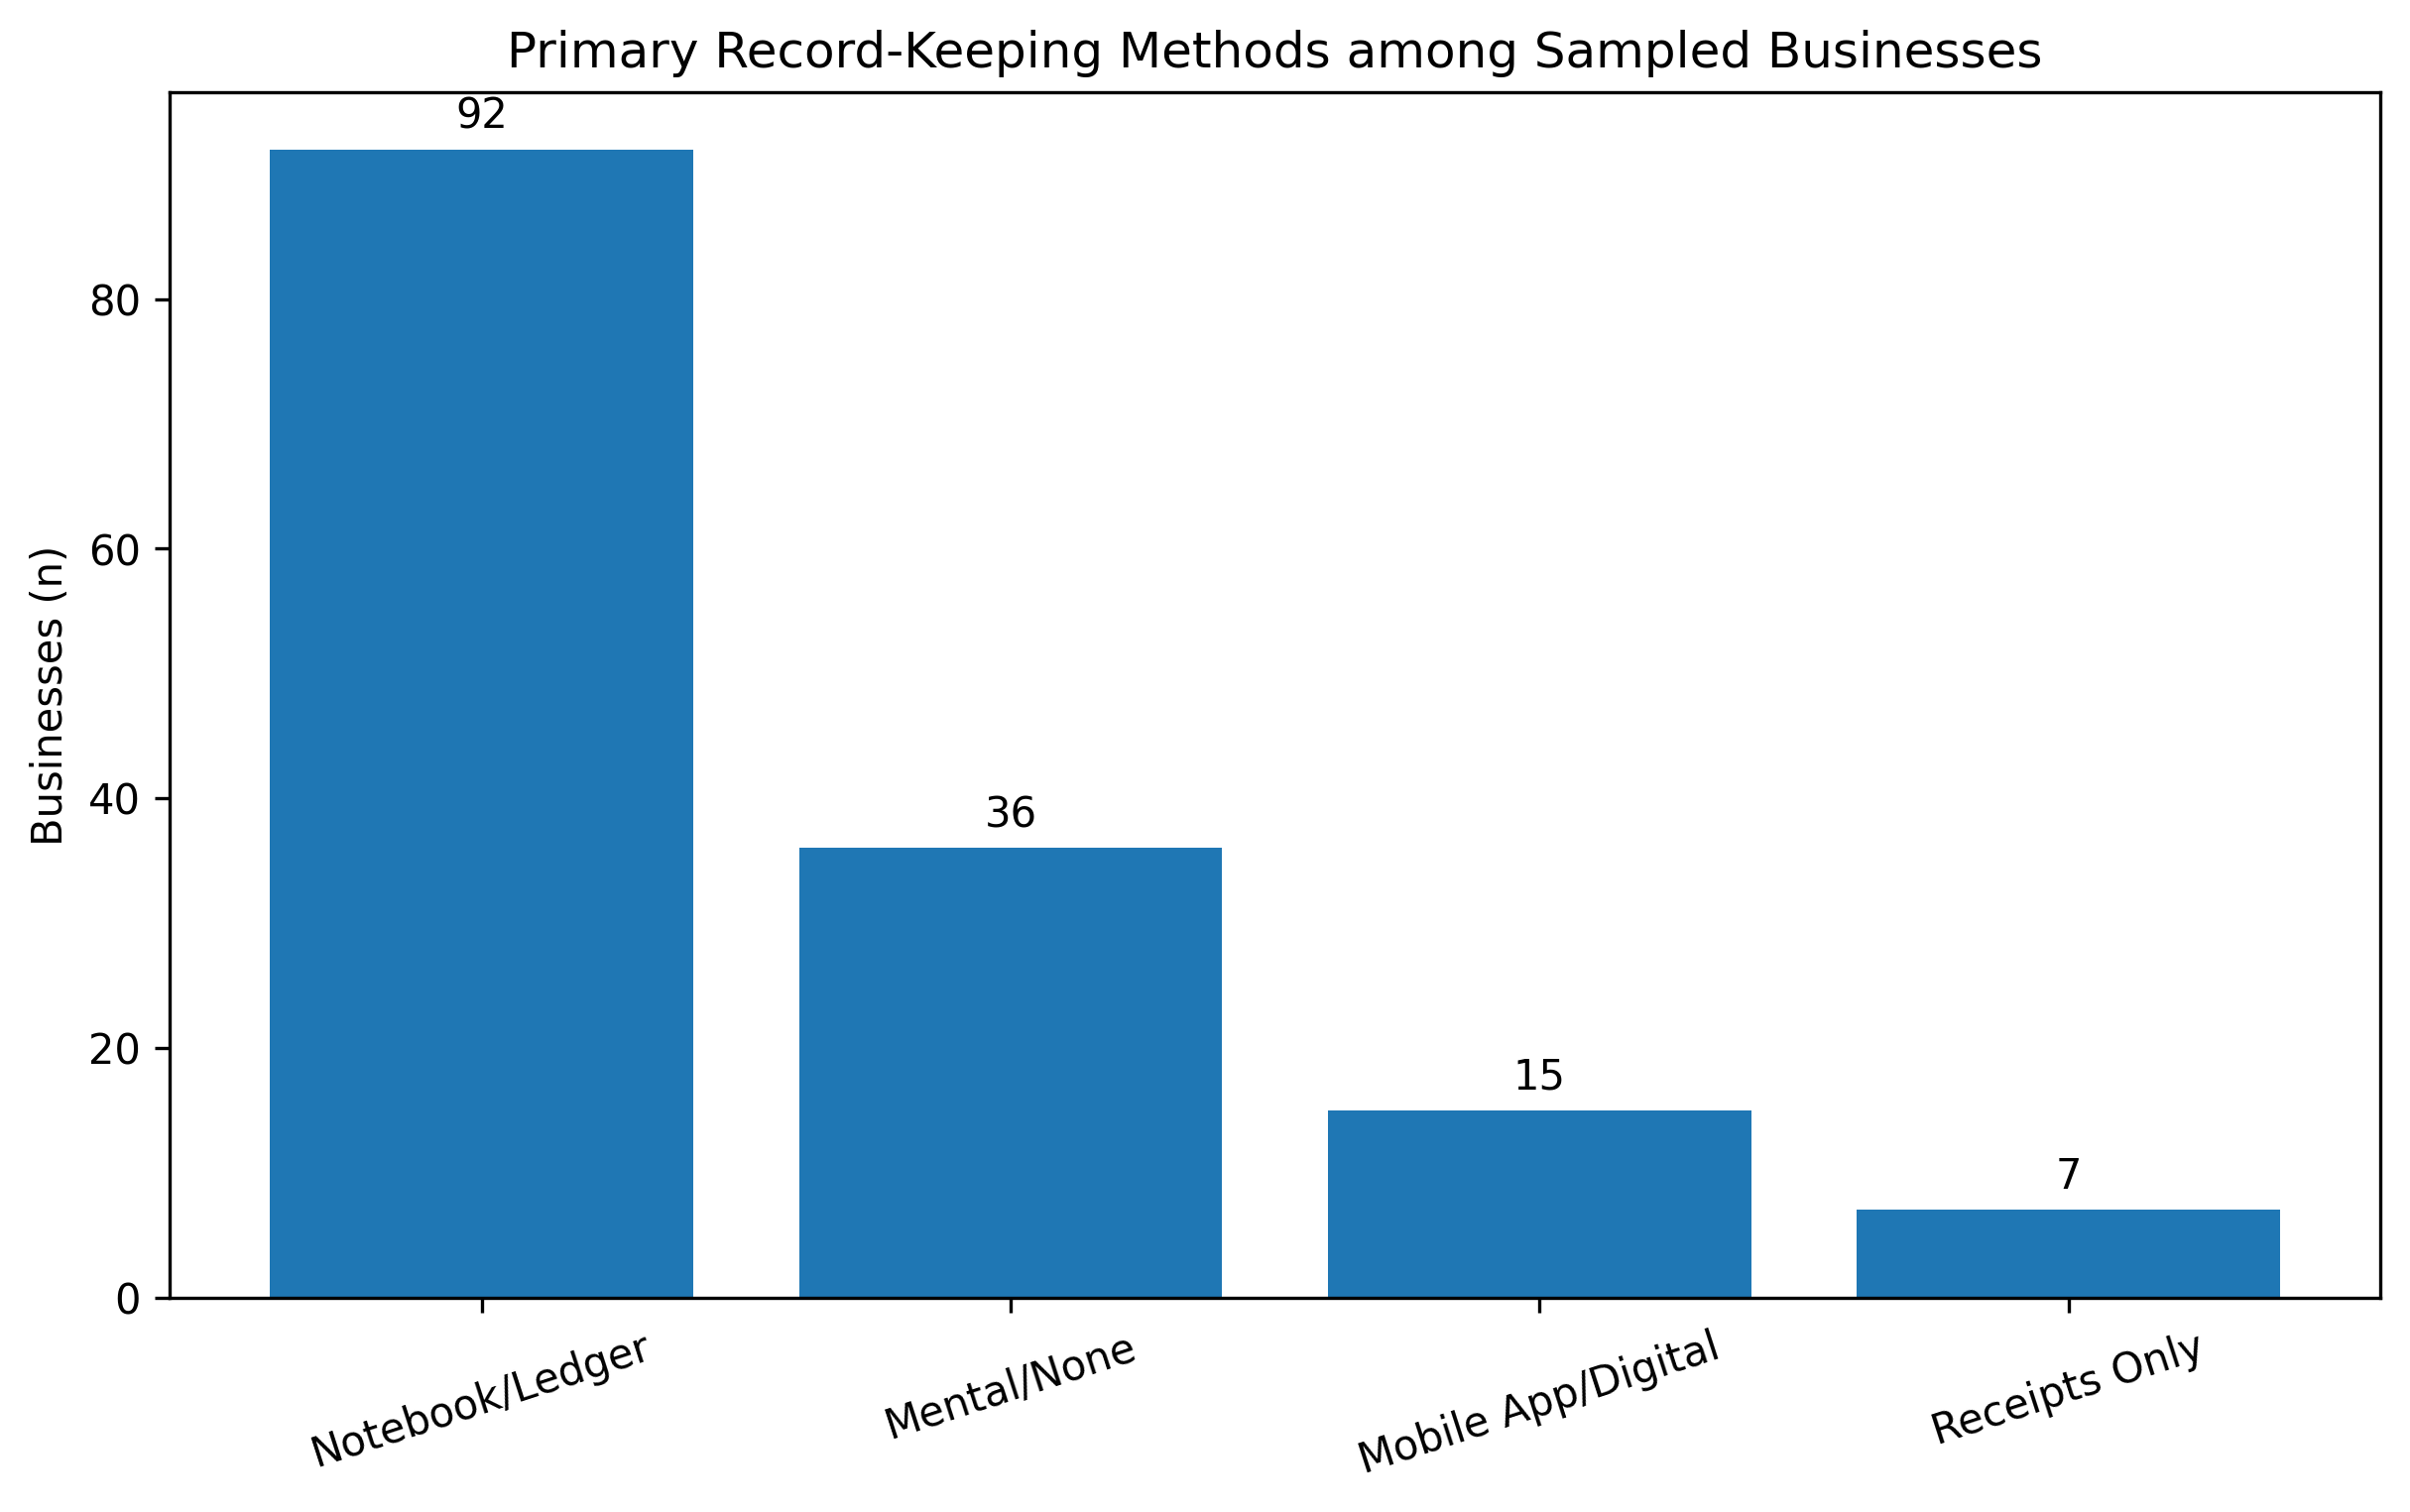 Primary Record-Keeping Methods among Sampled Businesses
Businesses (n)
80
60
40
20
0
92
36
15
7
Notebook/Ledger
Mental/None
Mobile App/Digital
Receipts Only